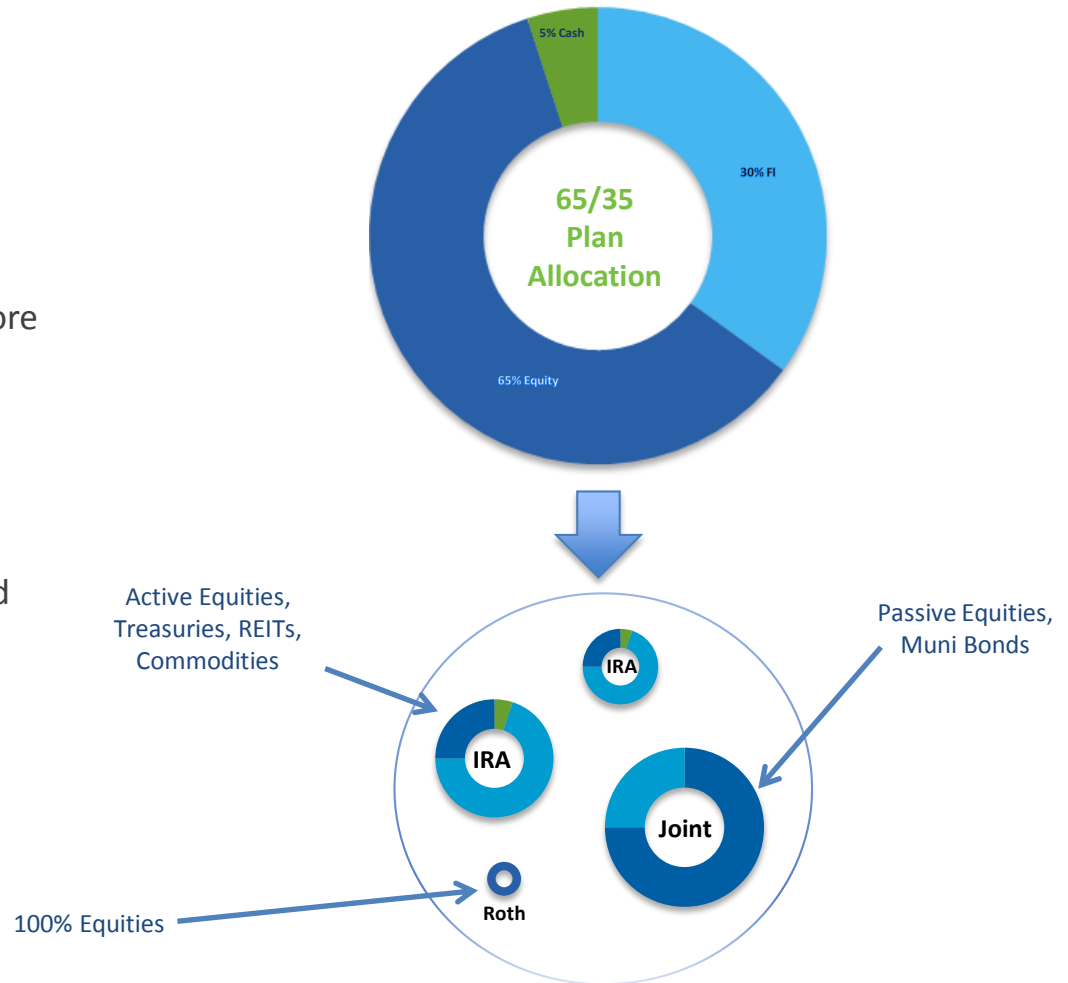 5% Cash
30% FI
65/35
Plan
Allocation
65% Equity
Active Equities,
Treasuries, REITs,
Commodities
Passive Equities,
Muni Bonds
IRA
IRA
Joint
Roth
100% Equities